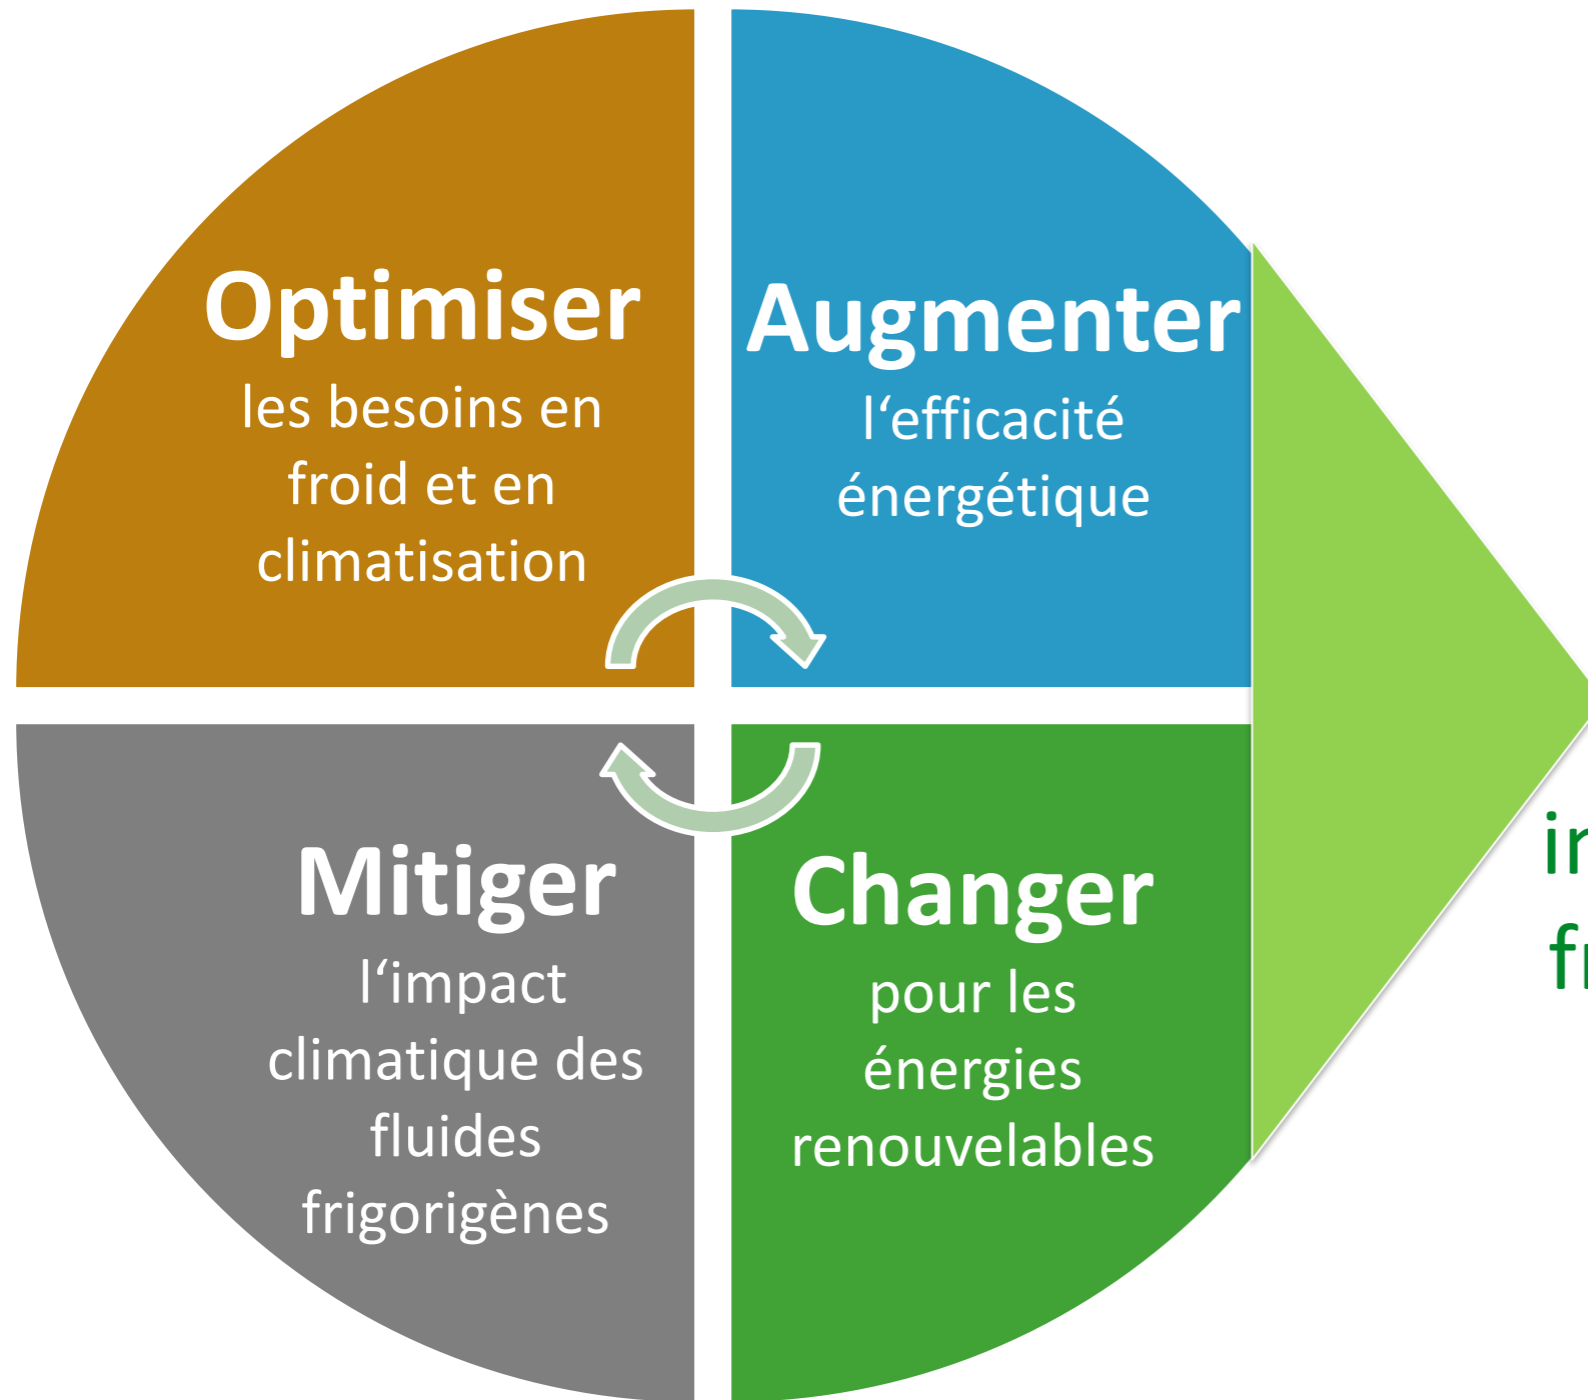 Optimiser
les besoins en
froid et en
climatisation
Augmenter
l‘efficacité
énergétique
Mitiger
l‘impact
climatique des
fluides
frigorigènes
Changer
pour les
énergies
renouvelables